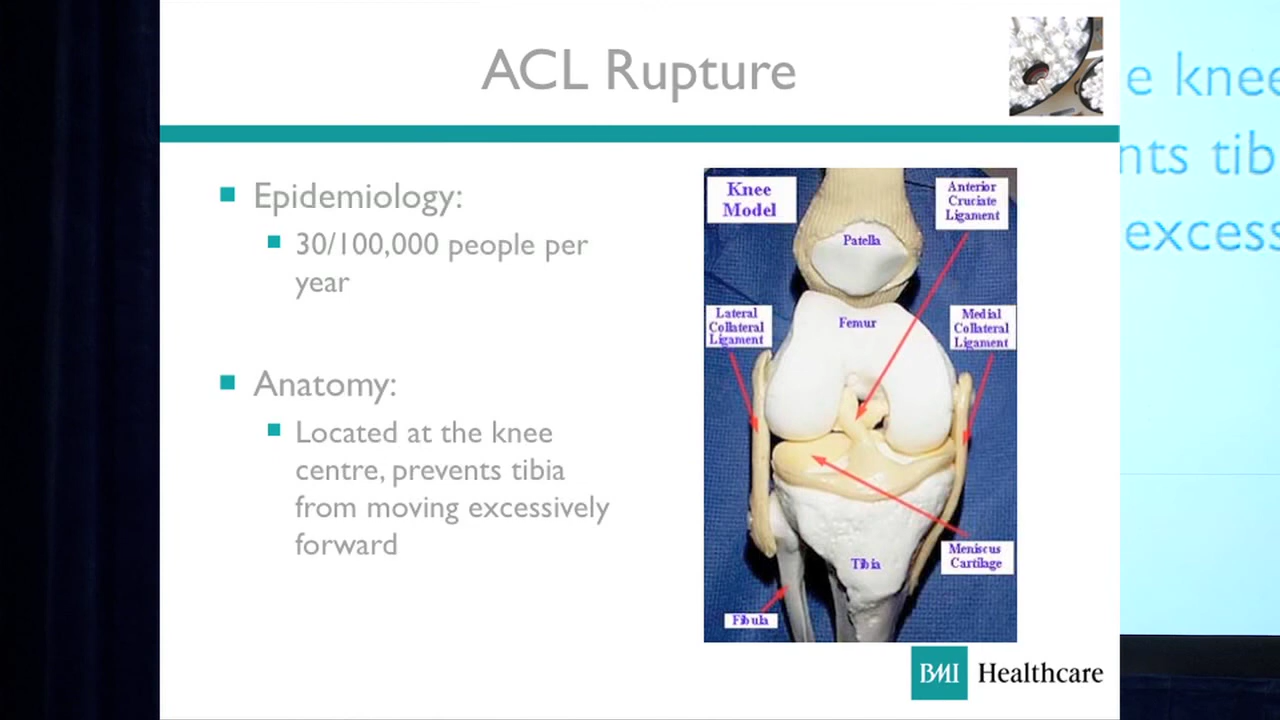 ACL Rupture
Epidemiology:
30/100,000 people per
year
Anatomy:
Located at the knee
centre, prevents tibia
from moving excessively
forward
Knee
Model
Anterior
Cruciate
Ligament
Patella
Lateral
Collateral
Ligament
Femur
Medial
Collateral
Ligament
Meniscus
Cartilage
Tibia
Fibula
BMI Healthcare
e knee
nts tib
excess